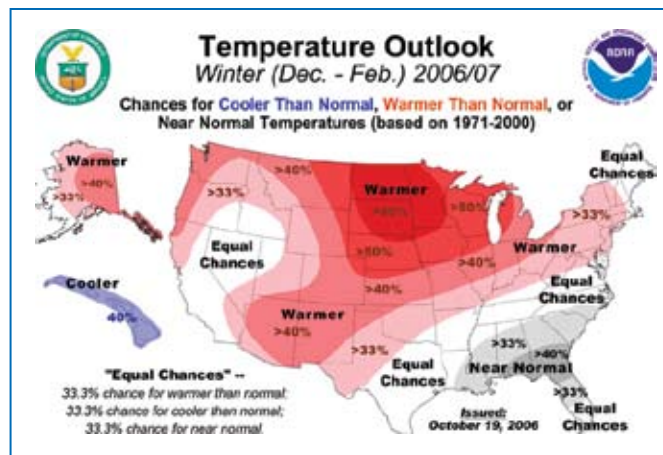 Temperature Outlook
Winter (Dec. - Feb.) 2006/07
Chances for Cooler Than Normal, Warmer Than Normal, or
Near Normal Temperatures (based on 1971-2000)
NOAA
Warmer
>40%
>33%
Cooler
40%
>33%
>40%
Warmer
>50%
Equal
Chances
>50%
>40%
>40%
Warmer
>40%
>33%
Equal
Chances
Warmer
>33%
Equal
Chances
Equal
Chances
>33%
>40%
Near Normal
>33%
Equal
Chances
"Equal Chances" --
33.3% chance for warmer than normal;
33.3% chance for cooler than normal;
33.3% chance for near normal.
Issued:
October 19, 2006